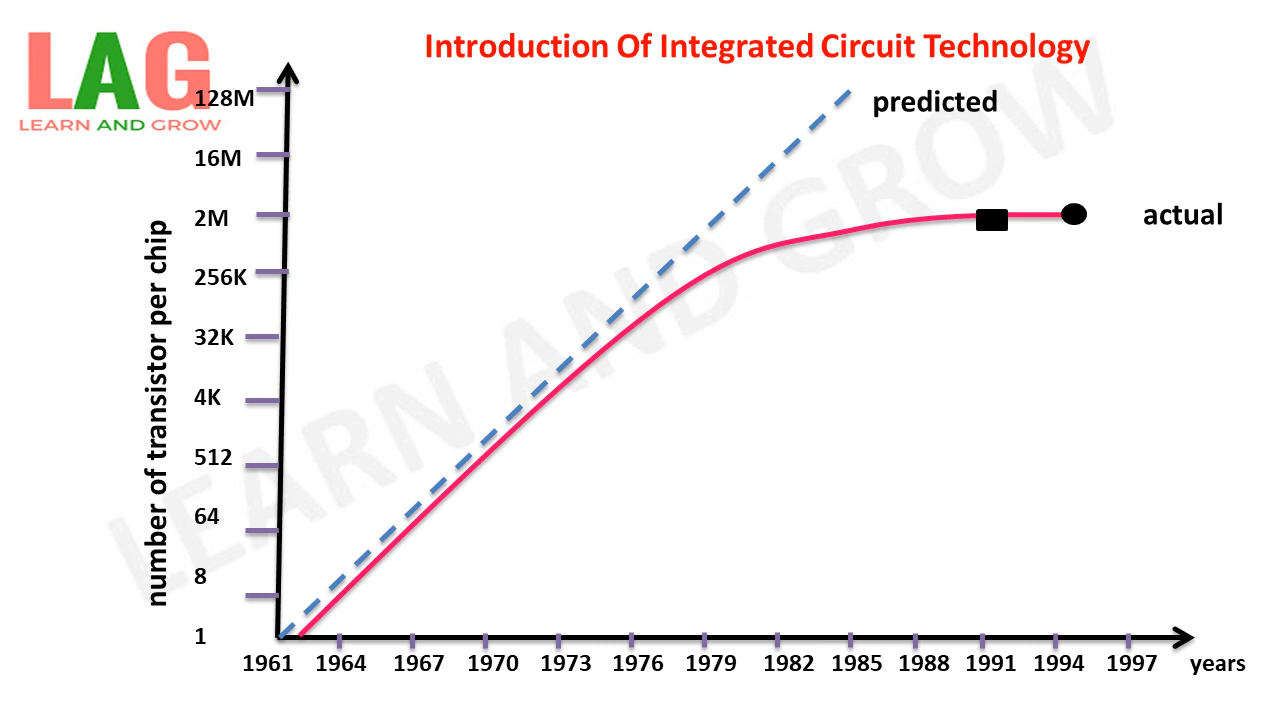 LAG
LEARN AND GROW
Introduction Of Integrated Circuit Technology
predicted
actual
number of transistor per chip
128M
16M
2M
256K
32K
4K
512
64
8
1
1961 1964 1967 1970 1973 1976 1979 1982 1985 1988 1991 1994 1997 years
LEARN AND GROW